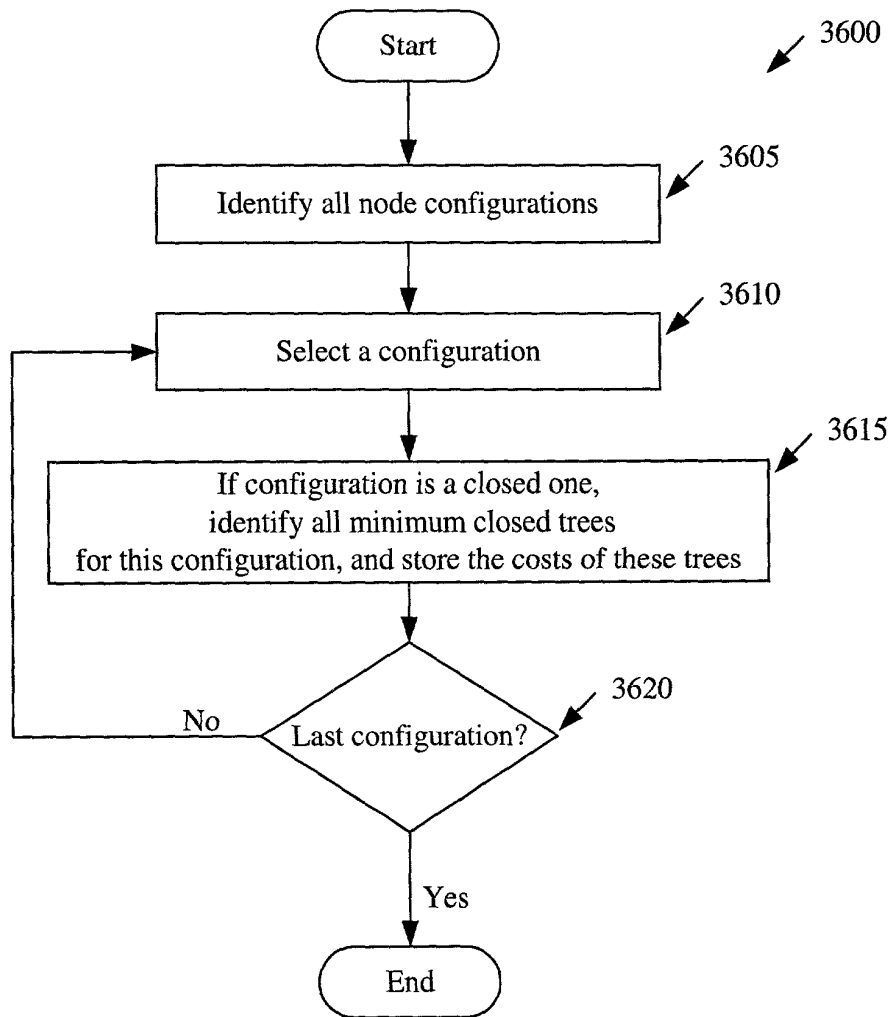 Start
3600
3605
Identify all node configurations
3610
Select a configuration
3615
If configuration is a closed one,
identify all minimum closed trees
for this configuration, and store the costs of these trees
3620
No
Last configuration?
Yes
End